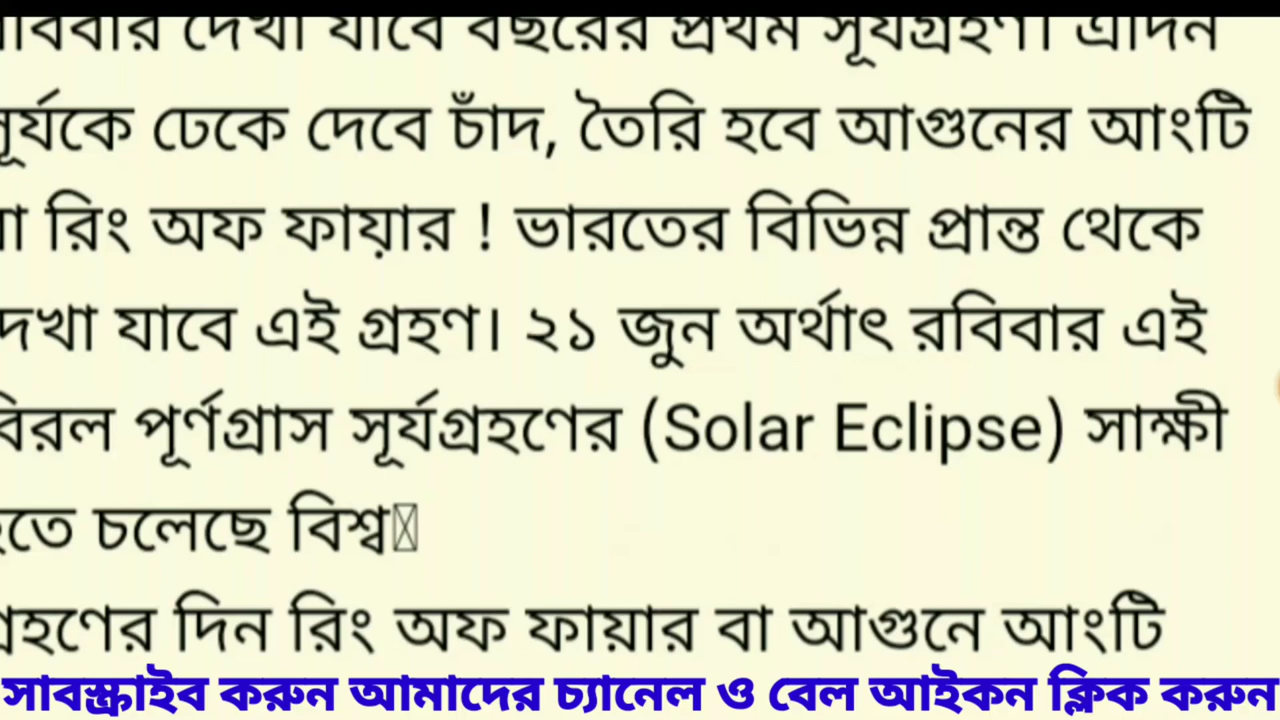 রবিবার দেখা যাবে বছরের প্রথম সূর্যগ্রহণ। এদিন
সূর্যকে ঢেকে দেবে চাঁদ, তৈরি হবে আগুনের আংটি
বা রিং অফ ফায়ার ! ভারতের বিভিন্ন প্রান্ত থেকে
দেখা যাবে এই গ্রহণ। ২১ জুন অর্থাৎ রবিবার এই
বিরল পূর্ণগ্রাস সূর্যগ্রহণের (Solar Eclipse) সাক্ষী
হতে চলেছে বিশ্ব
গ্রহণের দিন রিং অফ ফায়ার বা আগুনে আংটি
সাবস্ক্রাইব করুন আমাদের চ্যানেল ও বেল আইকন ক্লিক করুন